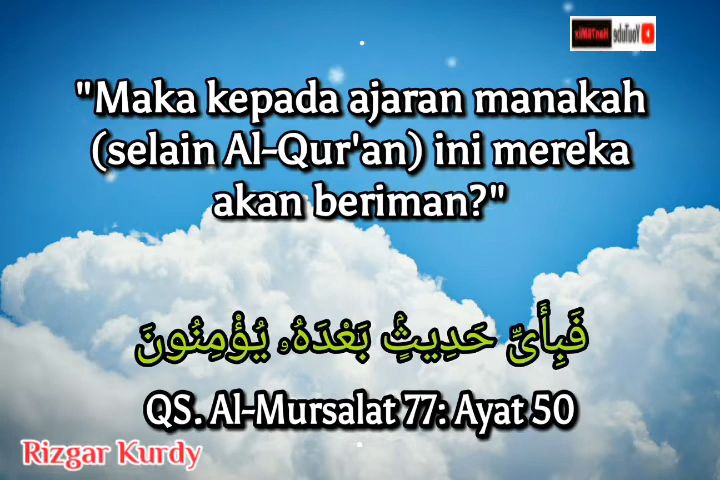 YouTube
"Maka kepada ajaran manakah
(selain Al-Qur'an) ini mereka
akan beriman?"
فَبِأَىِّ حَدِيثٍۭ بَعْدَهُۥ يُؤْمِنُونَ
QS. Al-Mursalat 77: Ayat 50
Rizgar Kurdy